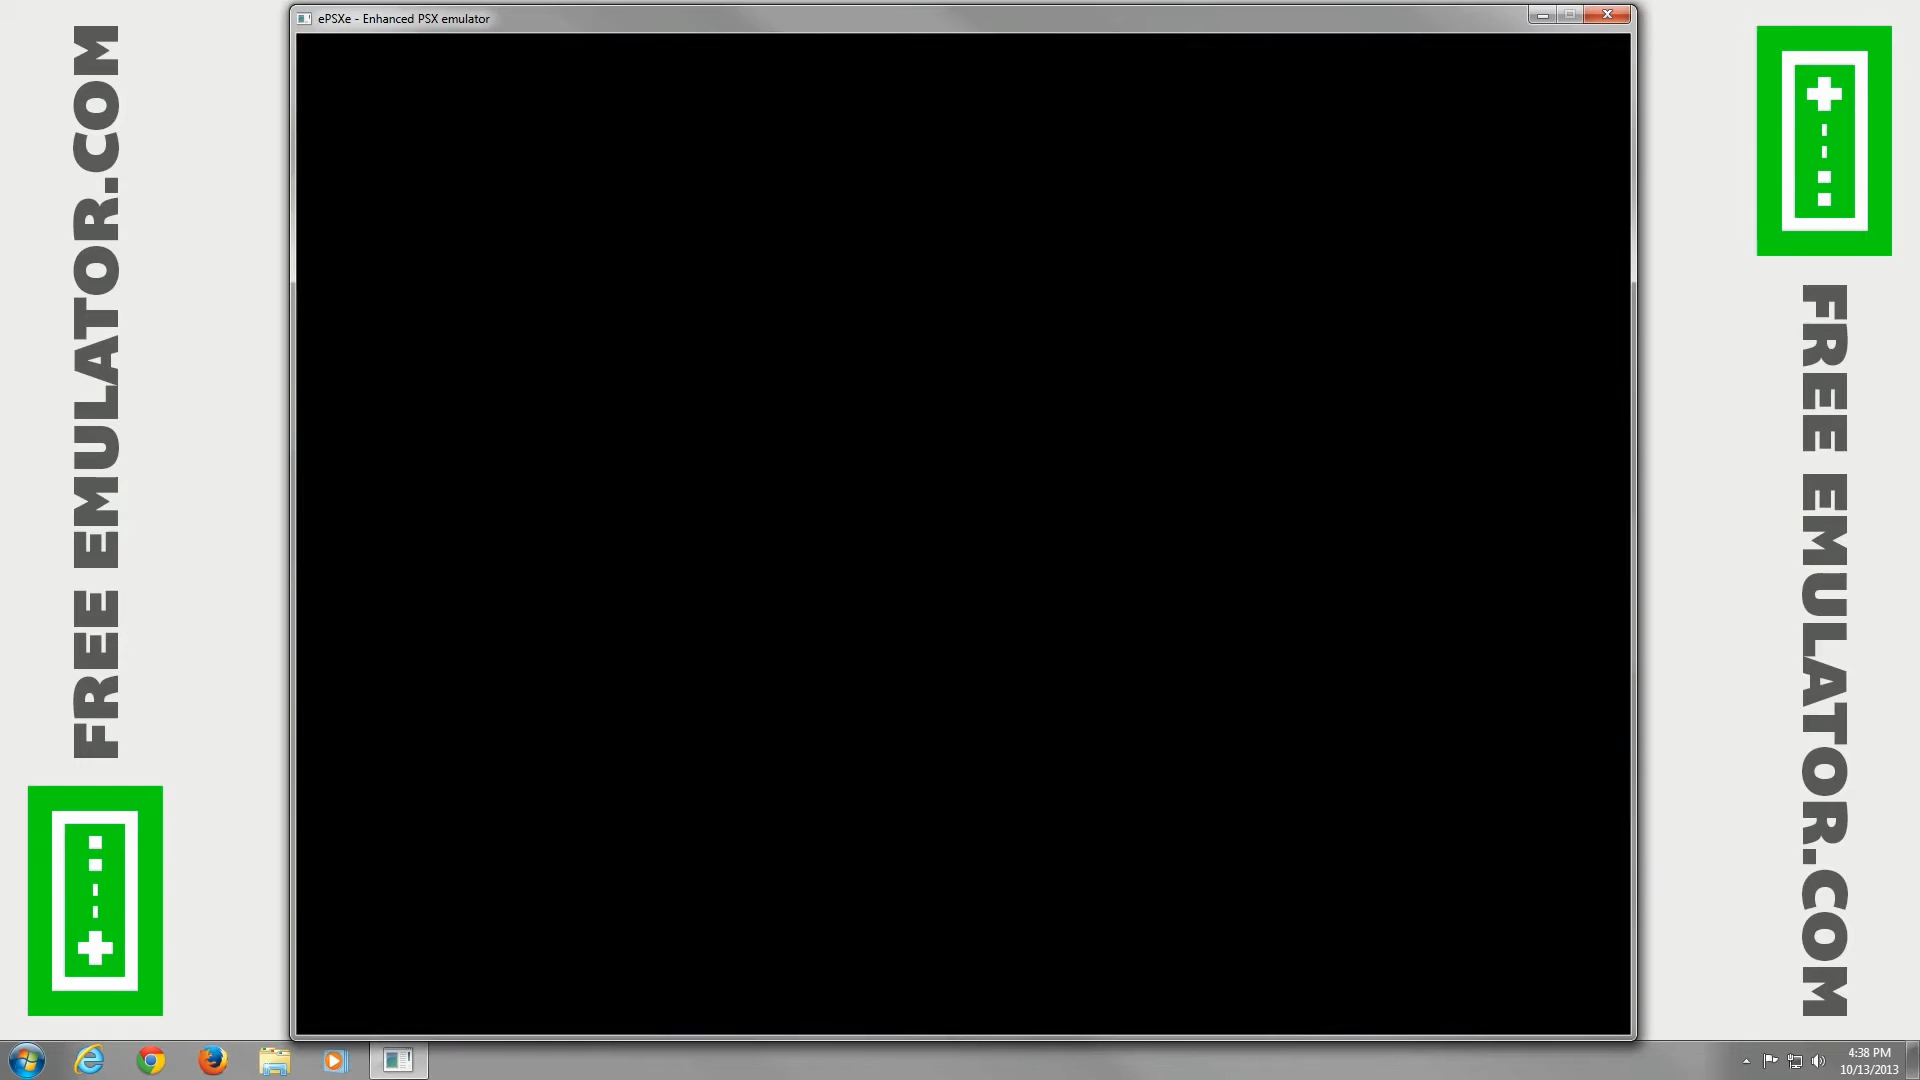 ePSXe - Enhanced PSX emulator
FREE EMULATOR.COM
FREE EMULATOR.COM
4:38 PM
10/13/2013